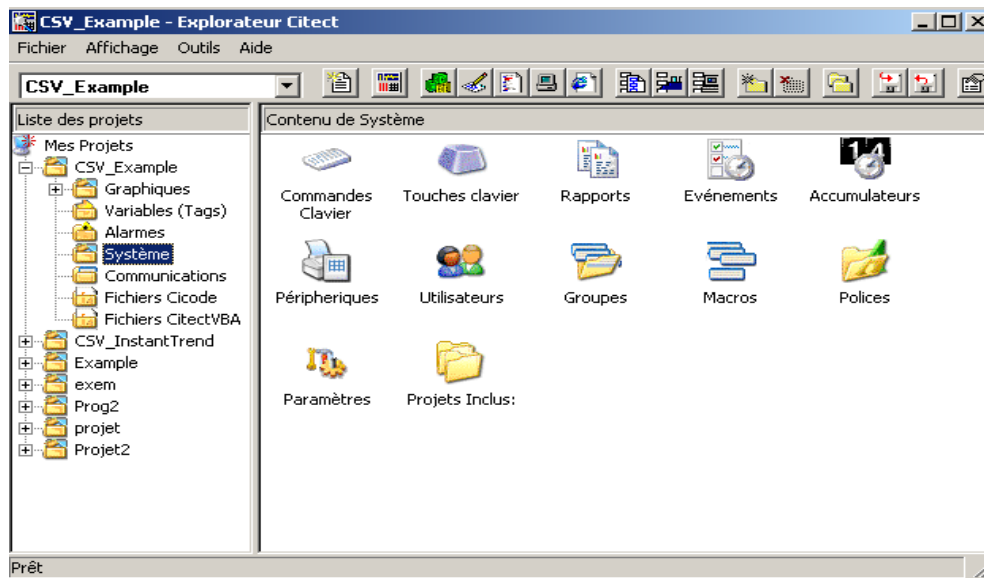 CSV_Example - Explorateur Citect
Fichier Affichage Outils Aide
CSV_Example
Liste des projets
Mes Projets
CSV_Example
Graphiques
Variables (Tags)
Alarmes
Système
Communications
Fichiers Cicode
Fichiers CitectVBA
CSV_InstantTrend
Example
exem
Prog2
projet
Projet2
Contenu de Système
Commandes
Clavier
Touches clavier
Rapports
Evénements
Accumulateurs
Péripheriques
Utilisateurs
Groupes
Macros
Polices
Paramètres
Projets Inclus:
Prêt